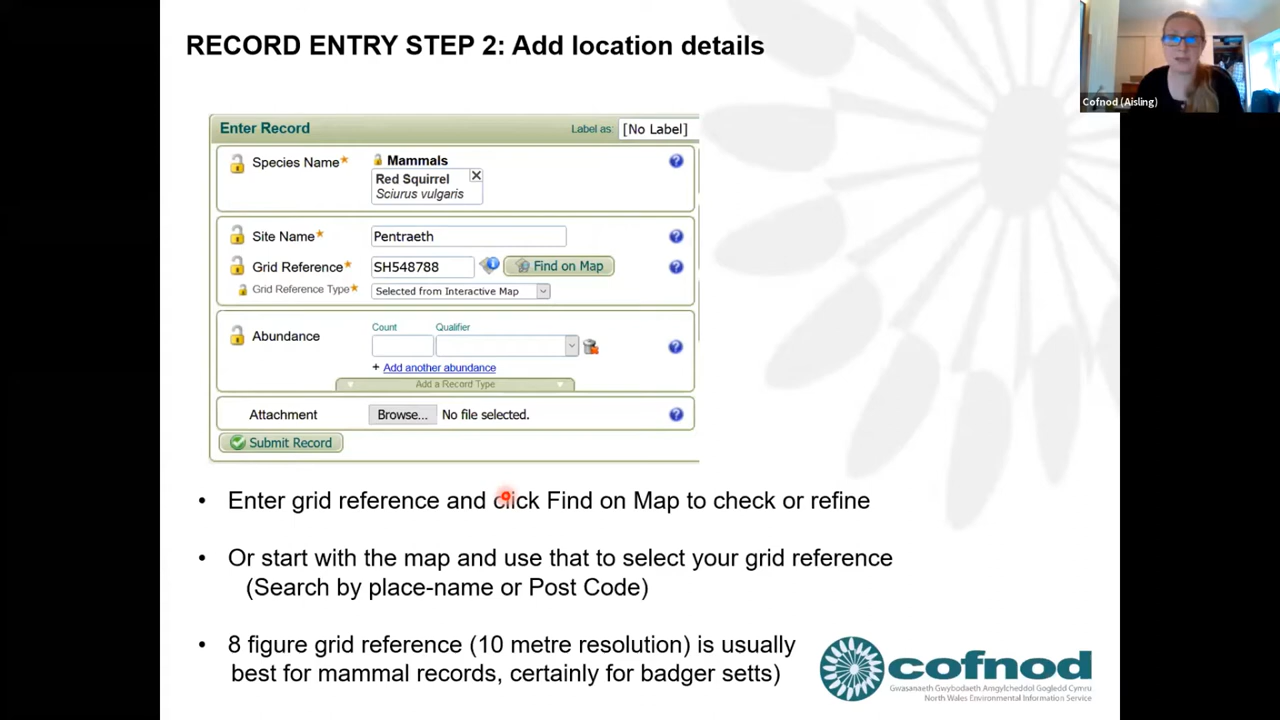 RECORD ENTRY STEP 2: Add location details
Cofnod (Aisling)
Enter Record
Label as: [No Label]
Species Name*
Mammals
Red Squirrel
Sciurus vulgaris
Site Name* Pentraeth
Grid Reference* SH548788 Find on Map
Grid Reference Type* Selected from Interactive Map
Count Qualifier
Abundance
+ Add another abundance
Add a Record Type
Attachment Browse... No file selected.
Submit Record
• Enter grid reference and click Find on Map to check or refine
• Or start with the map and use that to select your grid reference
(Search by place-name or Post Code)
• 8 figure grid reference (10 metre resolution) is usually
best for mammal records, certainly for badger setts)
cofnod
Gwasanaeth Gwybodaeth Amgylcheddol Gogledd Cymru
North Wales Environmental Information Service